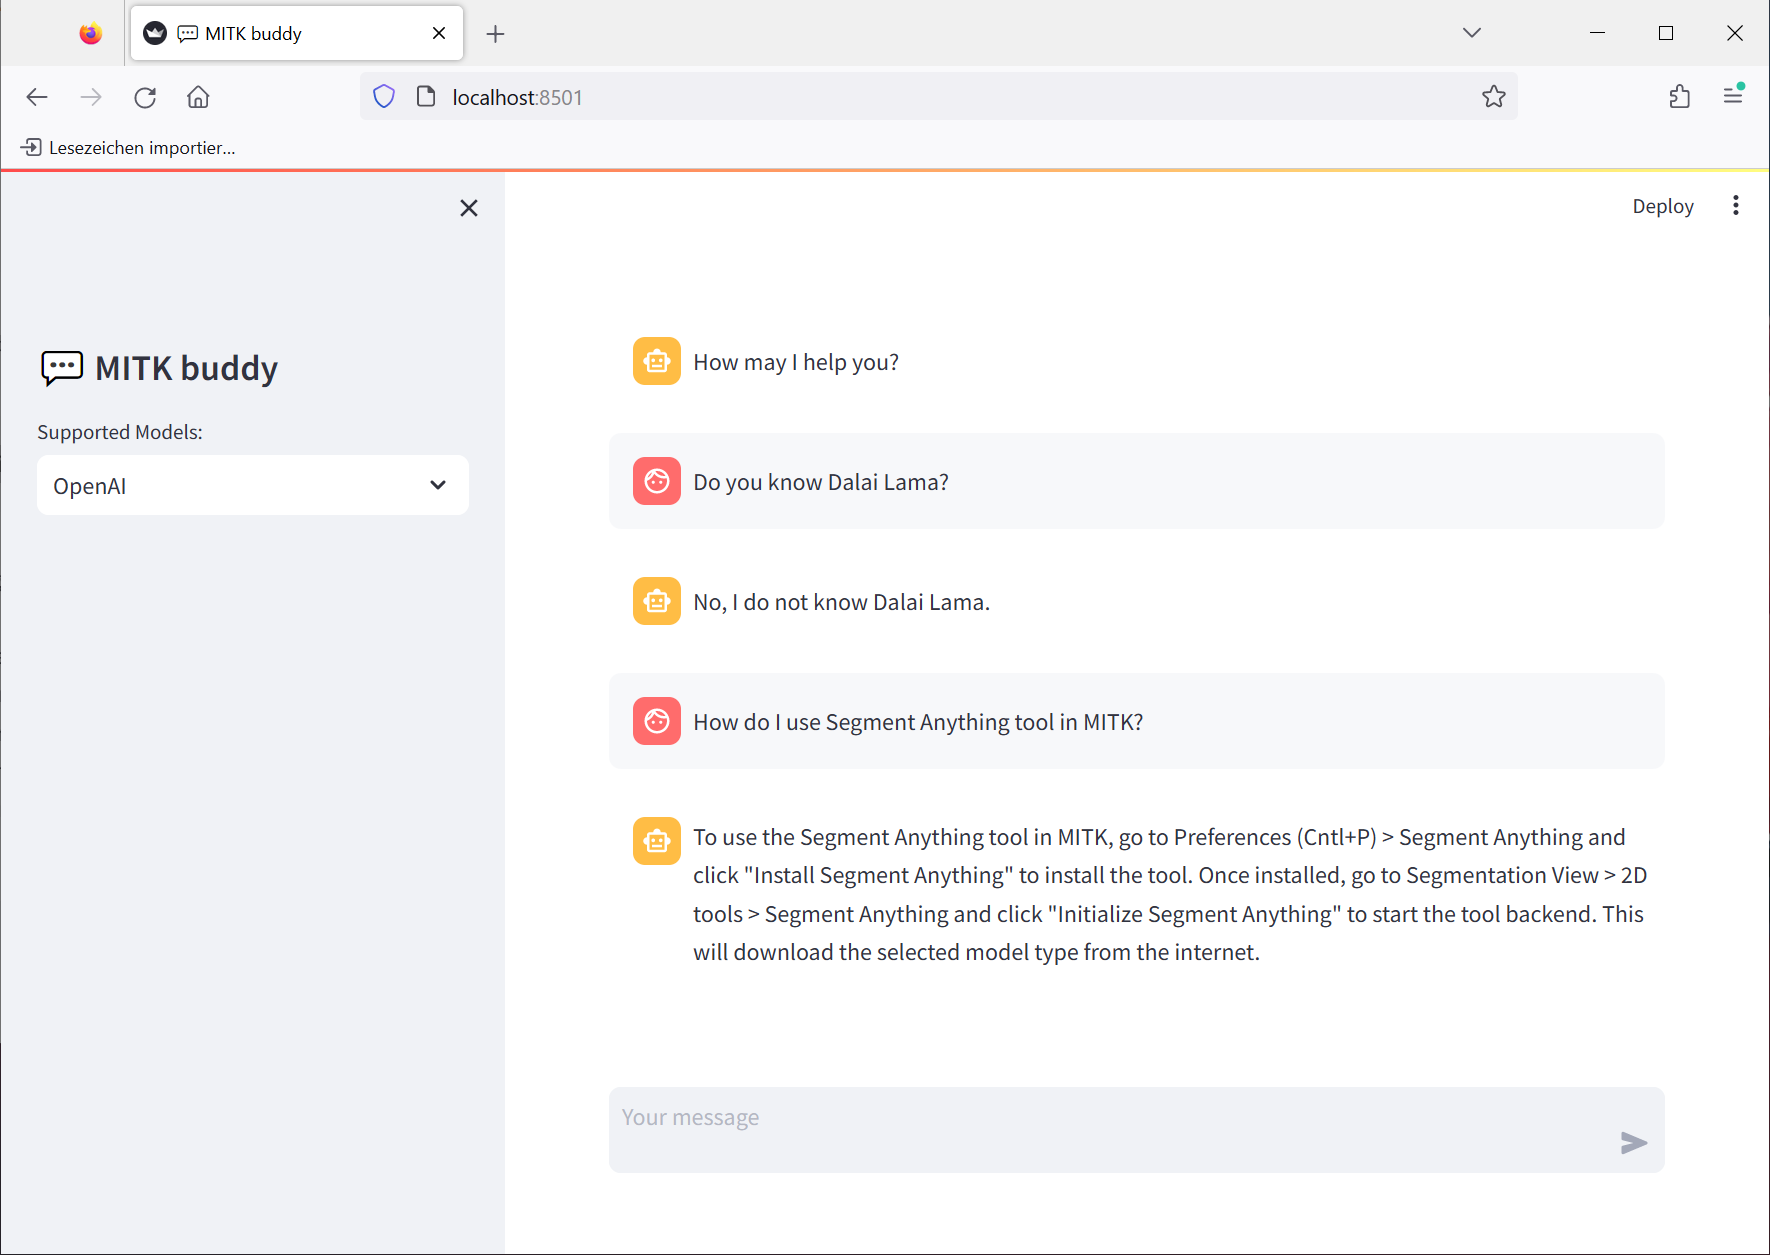 MITK buddy
localhost:8501
Lesezeichen importier...
Deploy
MITK buddy
Supported Models:
OpenAI
How may I help you?
Do you know Dalai Lama?
No, I do not know Dalai Lama.
How do I use Segment Anything tool in MITK?
To use the Segment Anything tool in MITK, go to Preferences (Cntl+P) > Segment Anything and
click "Install Segment Anything" to install the tool. Once installed, go to Segmentation View > 2D
tools > Segment Anything and click "Initialize Segment Anything" to start the tool backend. This
will download the selected model type from the internet.
Your message